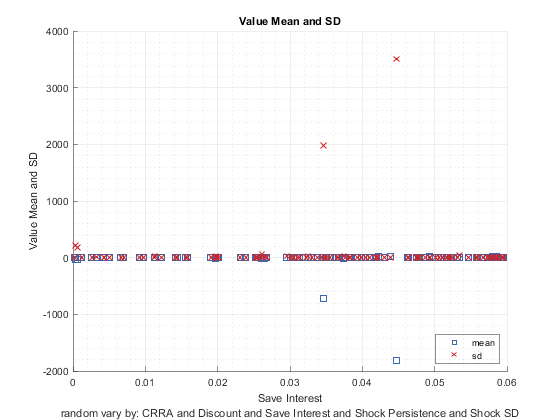 Value Mean and SD
4000
3000
2000
1000
0
-1000
-2000
Value Mean and SD
mean
sd
0 0.01 0.02 0.03 0.04 0.05 0.06
Save Interest
random vary by: CRRA and Discount and Save Interest and Shock Persistence and Shock SD